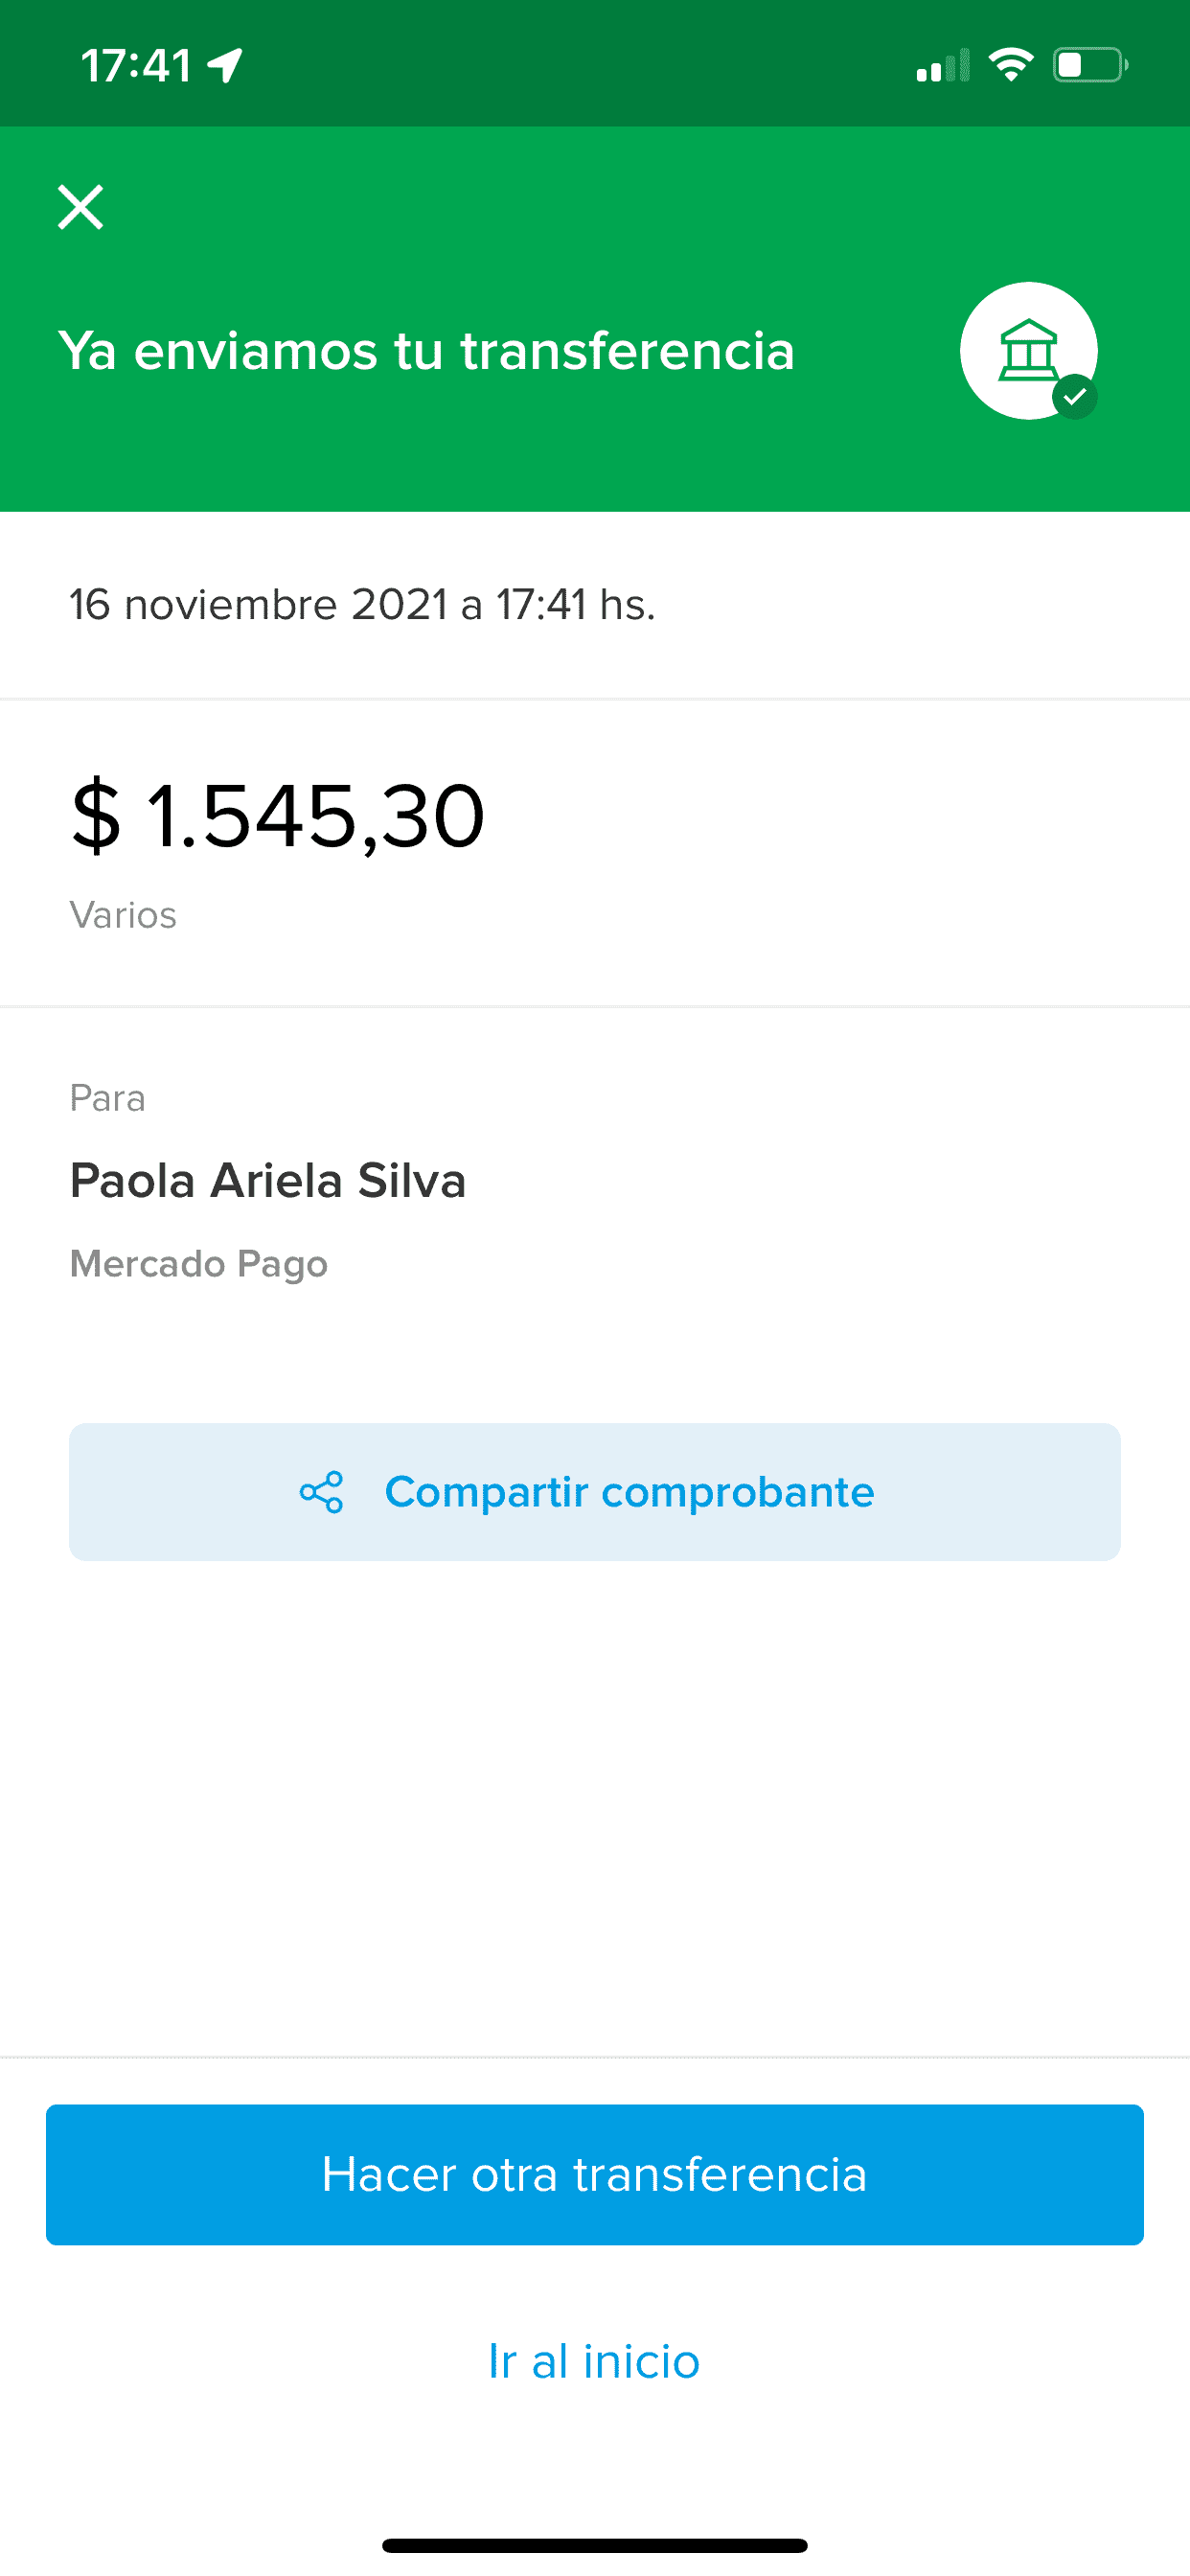 17:41
Ya enviamos tu transferencia
16 noviembre 2021 a 17:41 hs.
$ 1.545,30
Varios
Para
Paola Ariela Silva
Mercado Pago
Compartir comprobante
Hacer otra transferencia
Ir al inicio